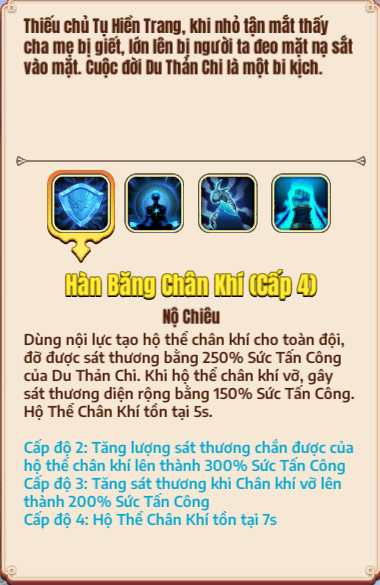 Thiếu chủ Tụ Hiền Trang, khi nhỏ tận mắt thấy
cha mẹ bị giết, lớn lên bị người ta đeo mặt nạ sắt
vào mặt. Cuộc đời Du Thản Chi là một bi kịch.
Hàn Băng Chân Khí (Cấp 4)
Nộ Chiêu
Dùng nội lực tạo hộ thể chân khí cho toàn đội,
đỡ được sát thương bằng 250% Sức Tấn Công
của Du Thản Chi. Khi hộ thể chân khí vỡ, gây
sát thương diện rộng bằng 150% Sức Tấn Công.
Hộ Thể Chân Khí tồn tại 5s.
Cấp độ 2: Tăng lượng sát thương chắn được của
hộ thể chân khí lên thành 300% Sức Tấn Công
Cấp độ 3: Tăng sát thương khi Chân khí vỡ lên
thành 200% Sức Tấn Công
Cấp độ 4: Hộ Thể Chân Khí tồn tại 7s